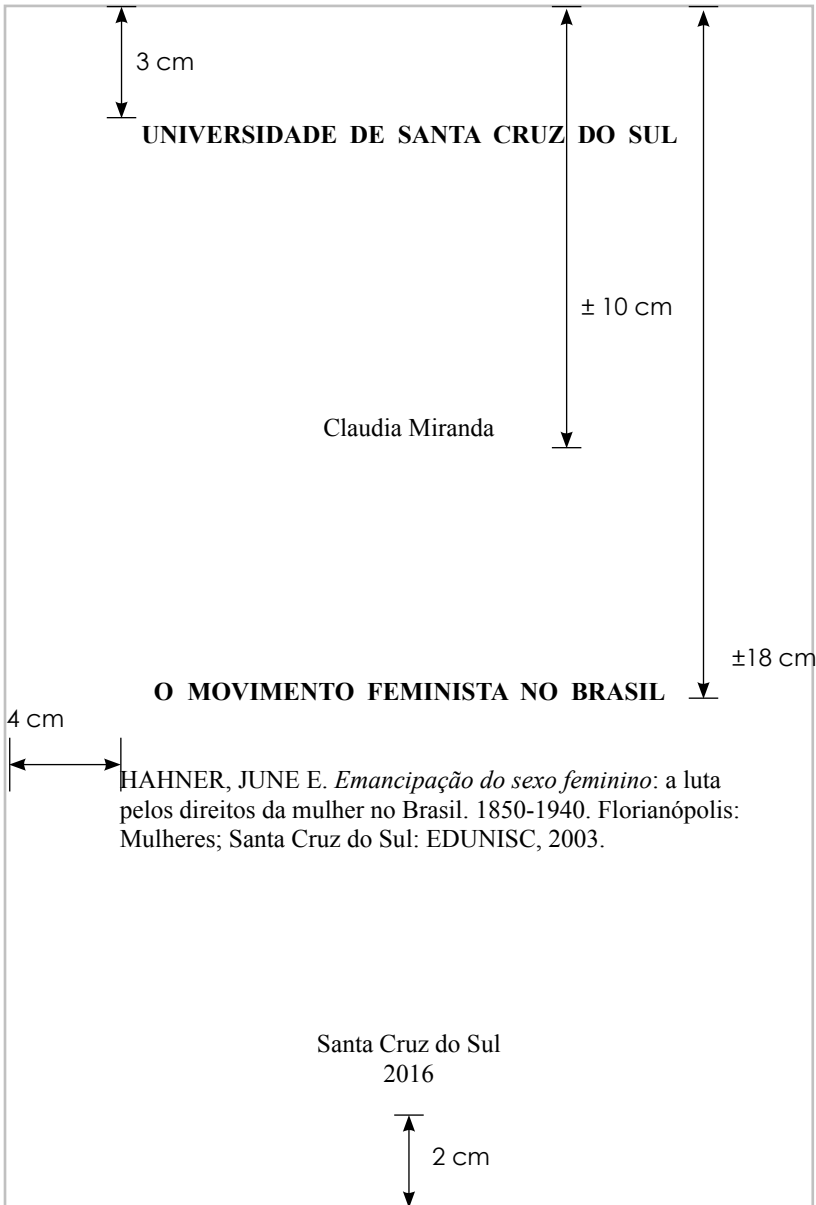 3 cm
UNIVERSIDADE DE SANTA CRUZ DO SUL
± 10 cm
Claudia Miranda
±18 cm
O MOVIMENTO FEMINISTA NO BRASIL
4 cm
HAHNER, JUNE E. Emancipação do sexo feminino: a luta
pelos direitos da mulher no Brasil. 1850-1940. Florianópolis:
Mulheres; Santa Cruz do Sul: EDUNISC, 2003.
Santa Cruz do Sul
2016
2 cm